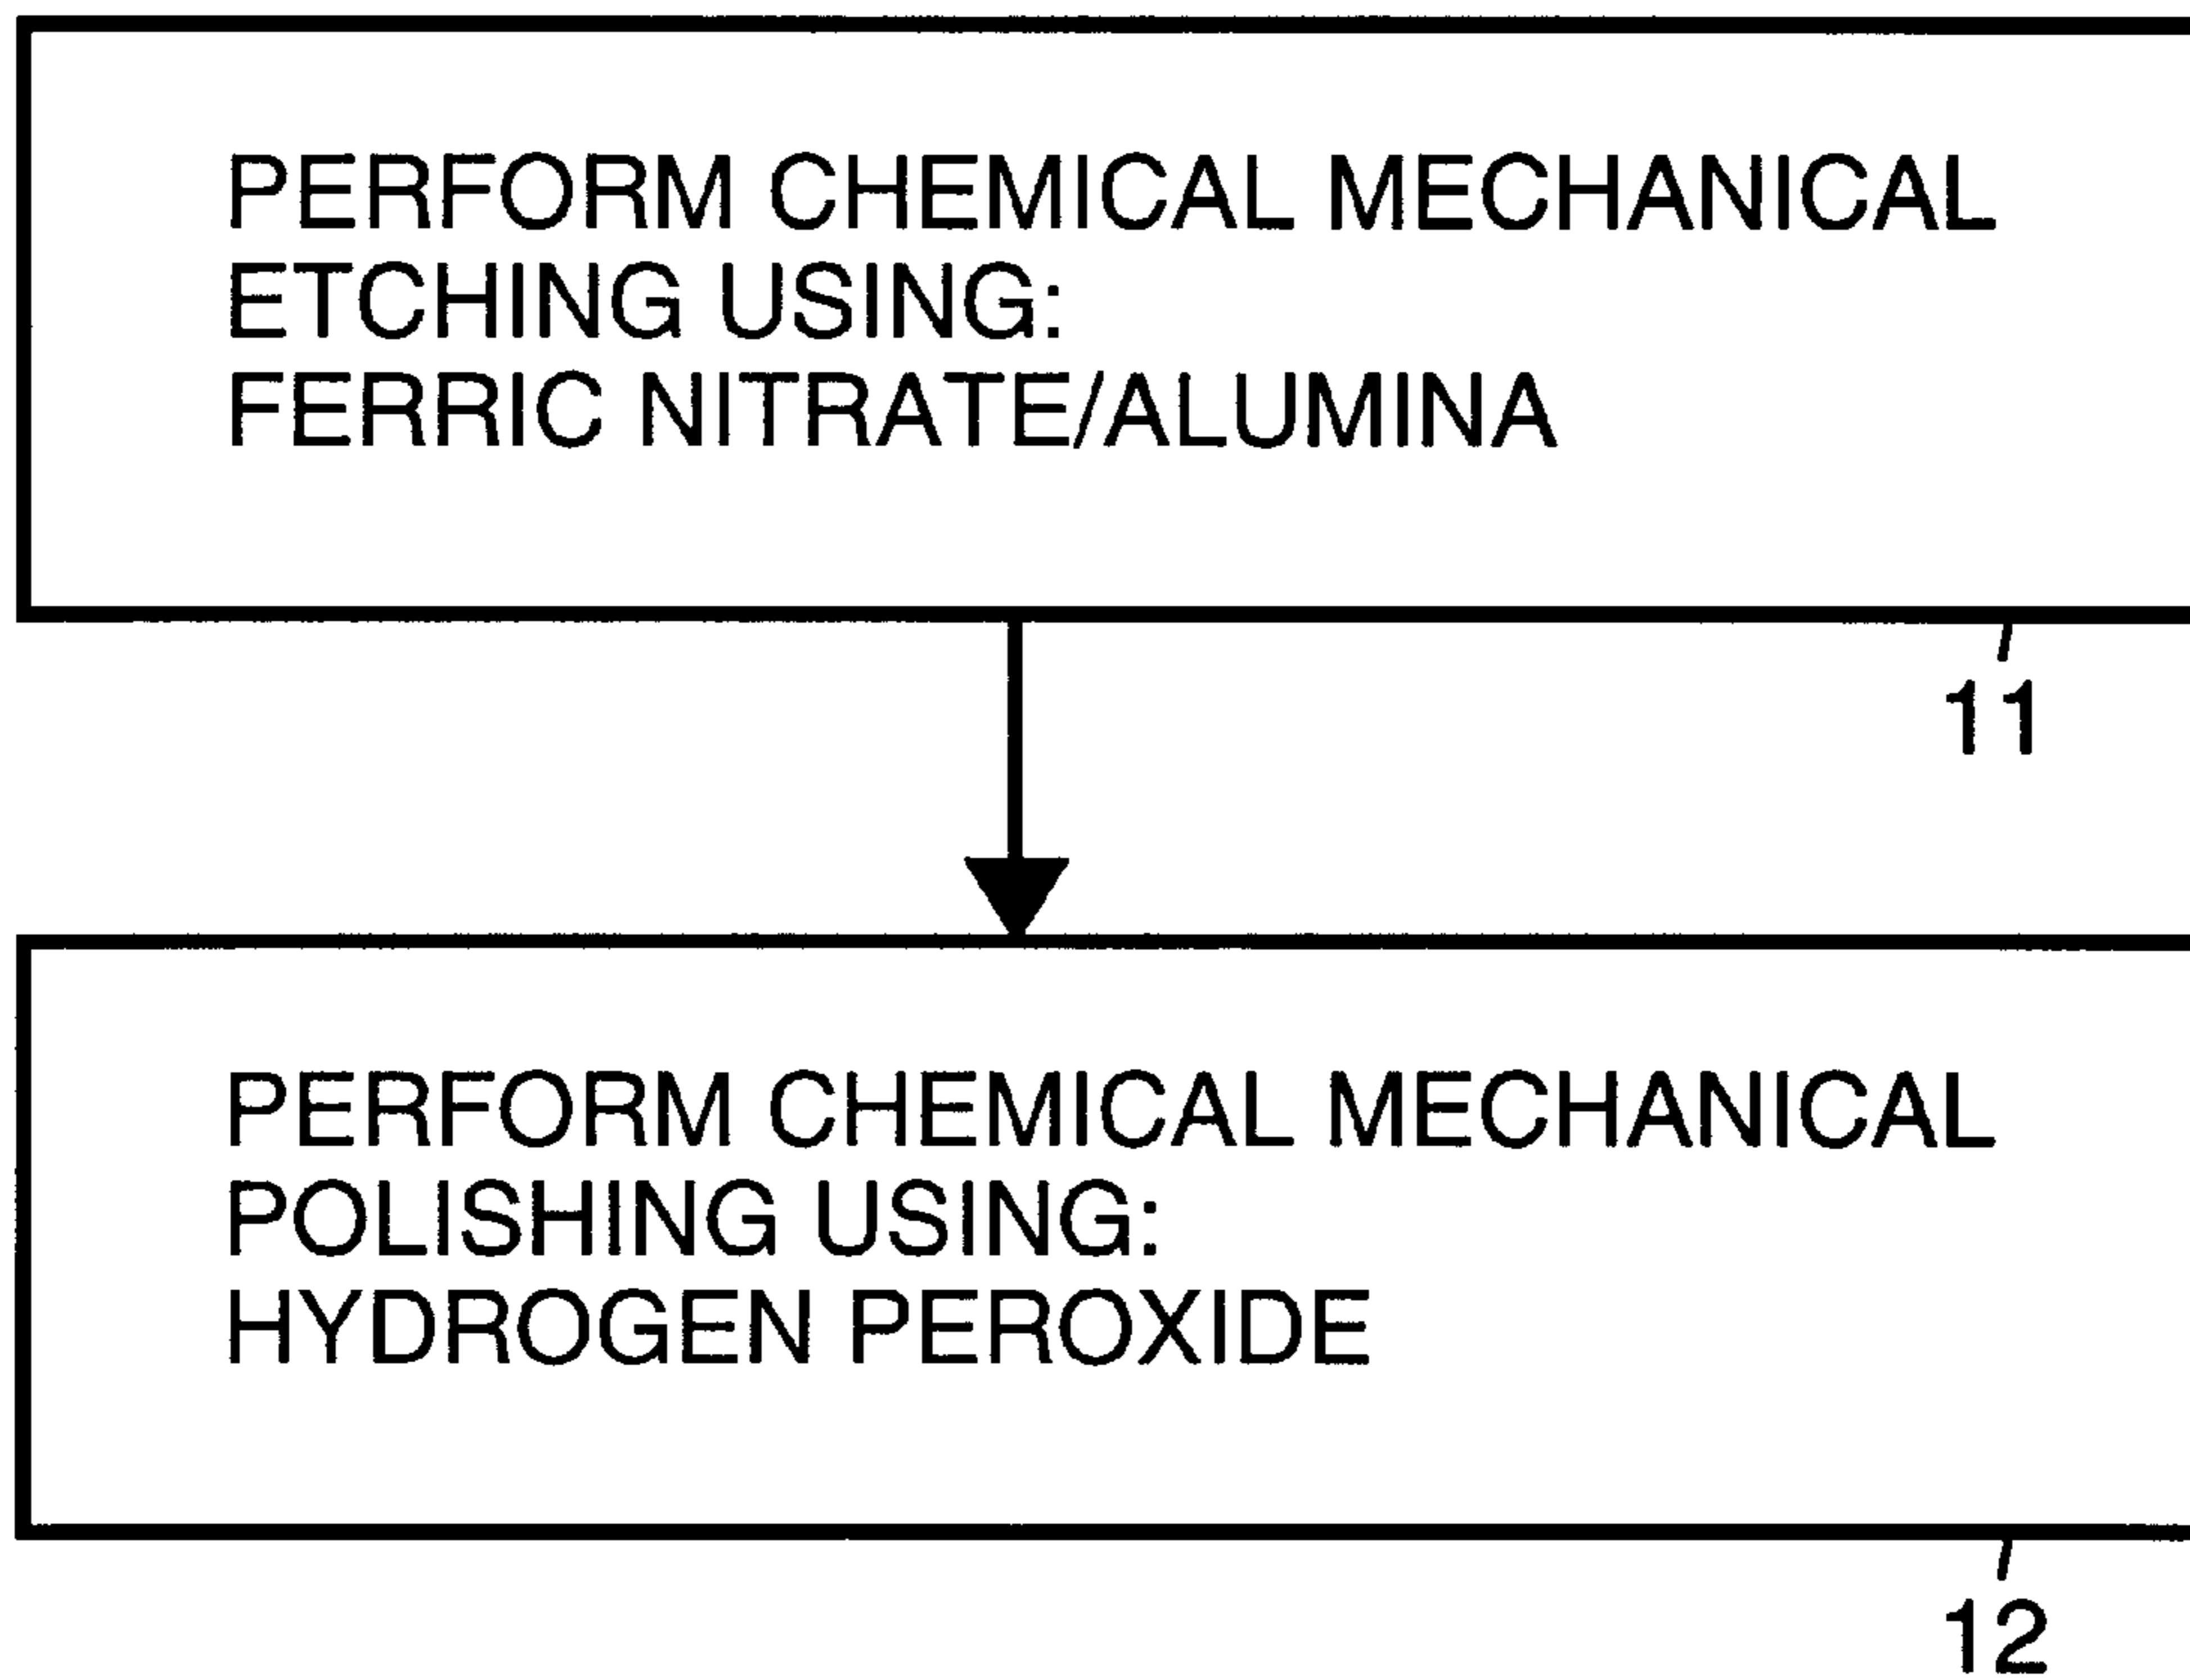 PERFORM CHEMICAL MECHANICAL
ETCHING USING:
FERRIC NITRATE/ALUMINA
11
PERFORM CHEMICAL MECHANICAL
POLISHING USING:
HYDROGEN PEROXIDE
12